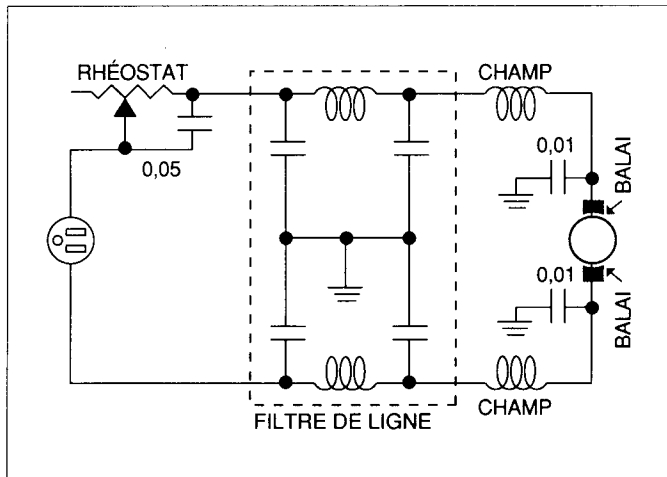 RHÉOSTAT
CHAMP
0,05
0,01
BALAI
0,01
BALAI
CHAMP
FILTRE DE LIGNE